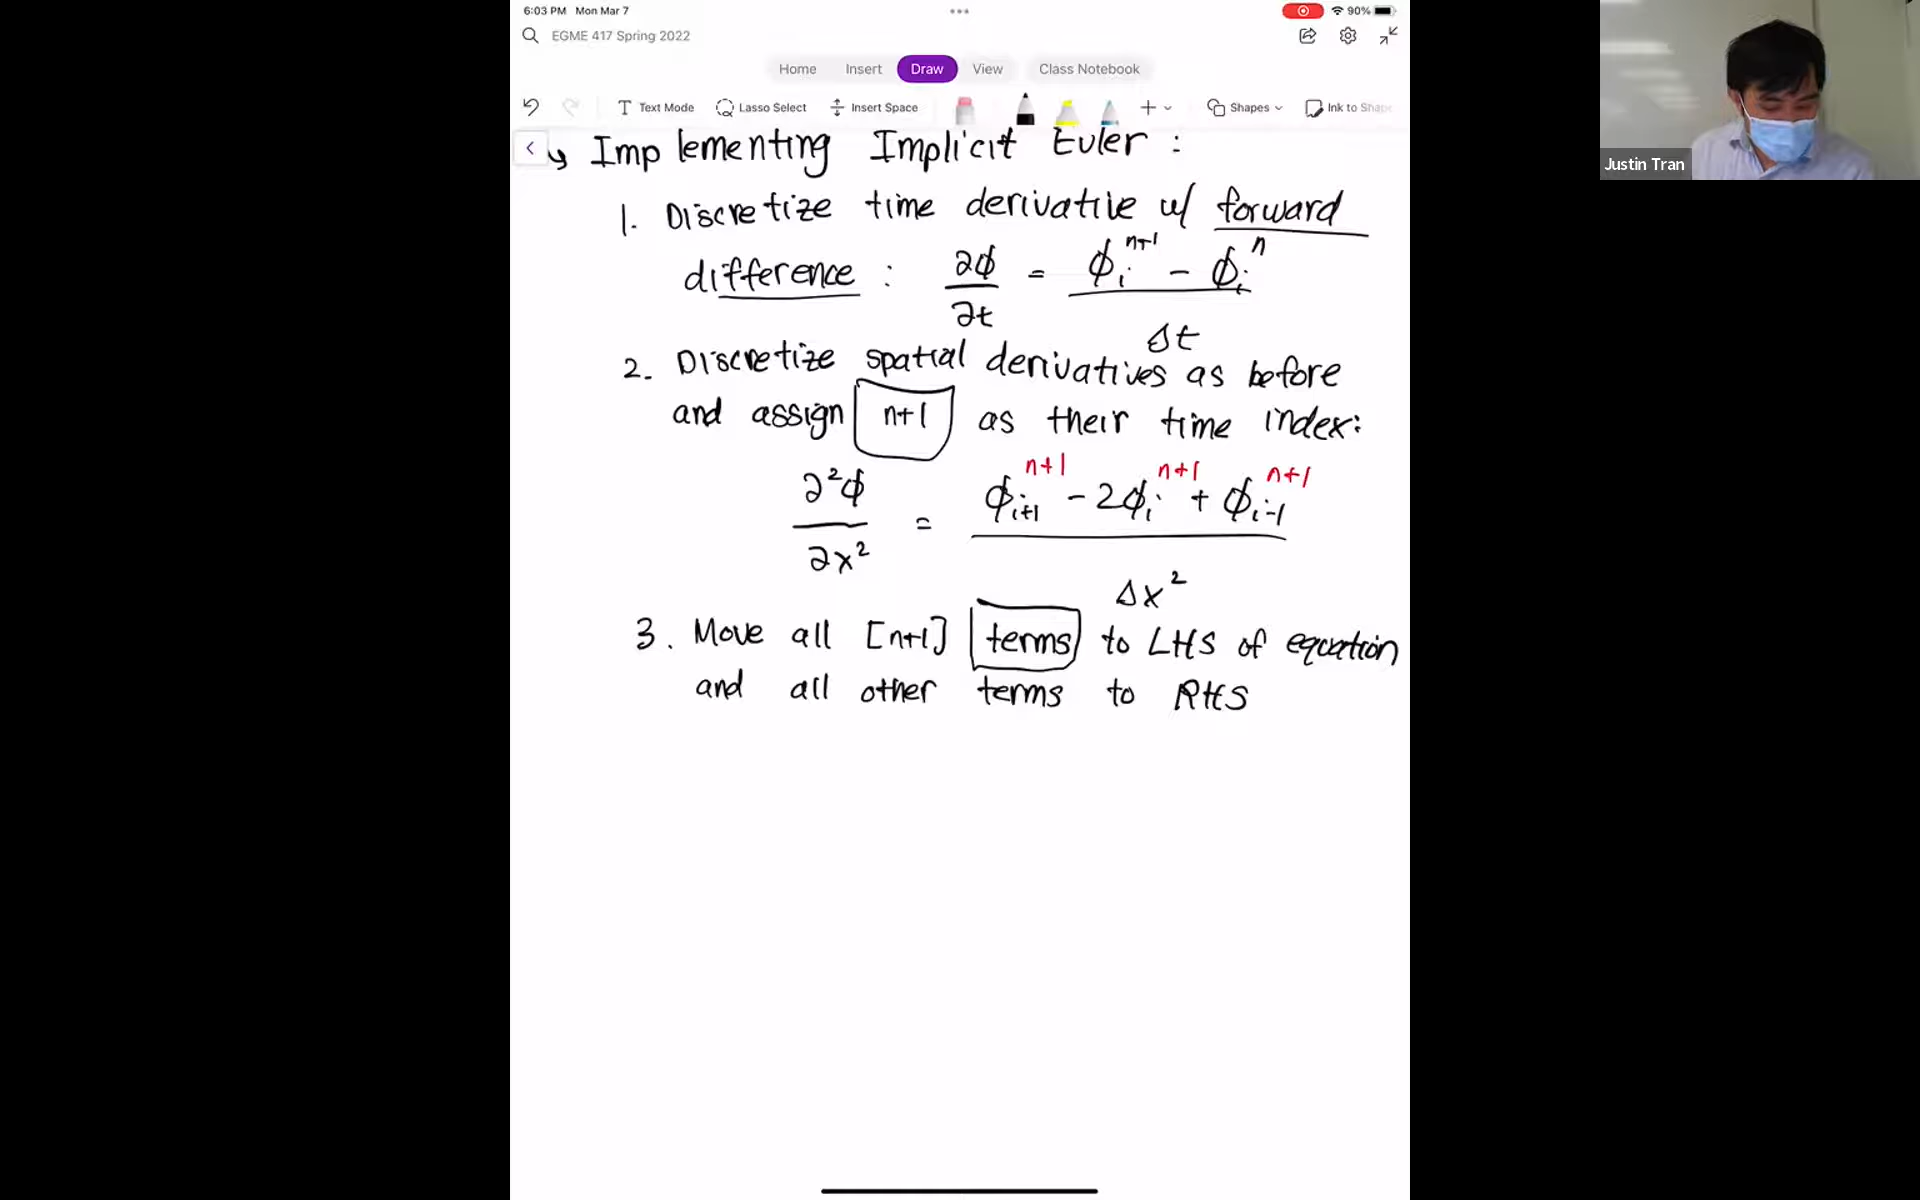 6:03 PM Mon Mar 7
90%
EGME 417 Spring 2022
Home Insert Draw View Class Notebook
Text Mode Lasso Select Insert Space Shapes Ink to Shape
Justin Tran
Implementing Implicit Euler :
1. Discretize time derivative w/ forward
difference : ∂ϕ/∂t = (ϕ_i^{n+1} - ϕ_i^n)/Δt
2. Discretize spatial derivatives as before
and assign n+1 as their time index:
∂²ϕ/∂x² = (ϕ_{i+1}^{n+1} - 2ϕ_i^{n+1} + ϕ_{i-1}^{n+1})/Δx²
3. Move all [n+1] terms to LHS of equation
and all other terms to RHS